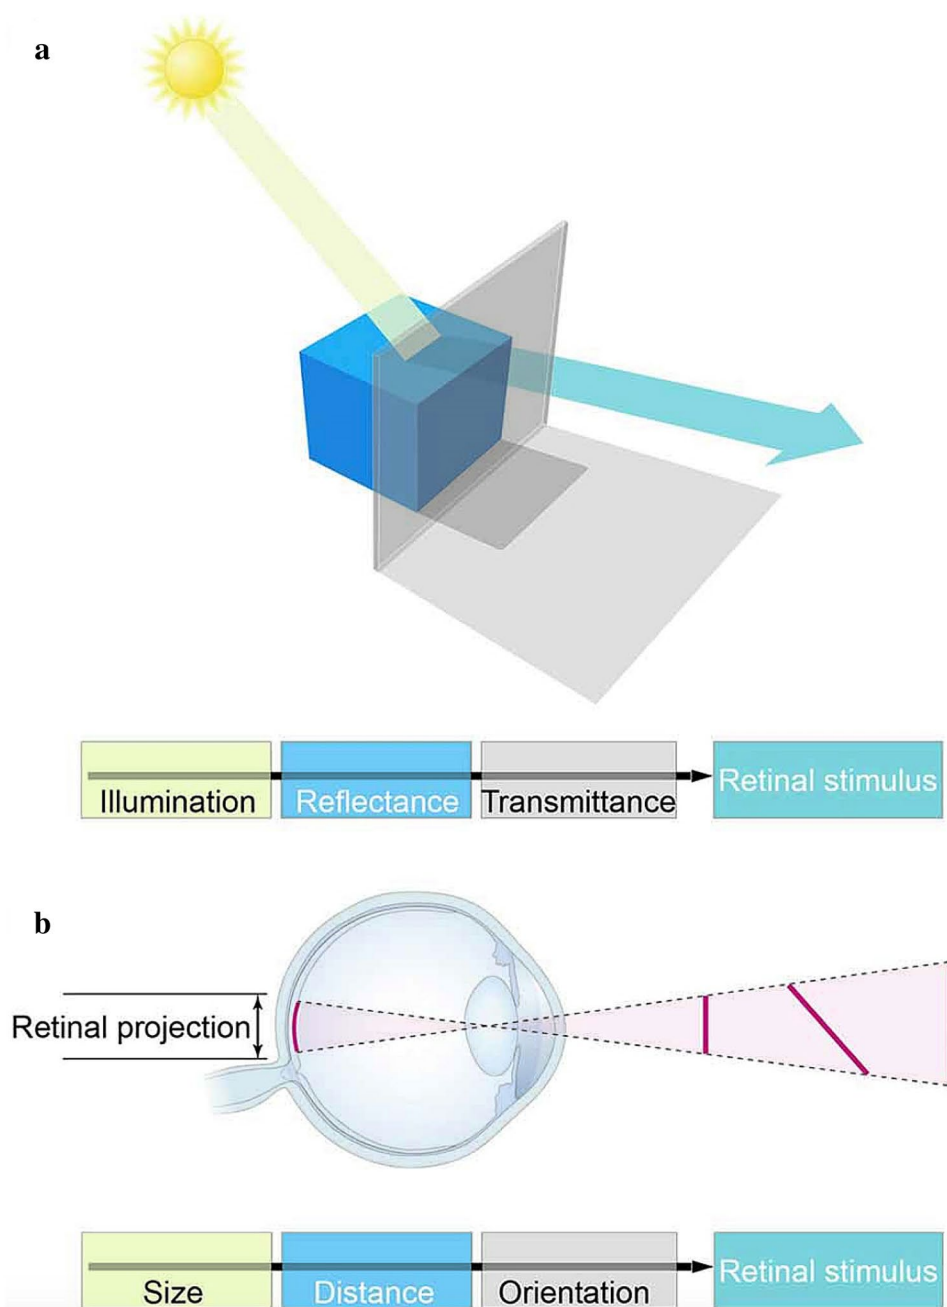 a
Illumination
Reflectance
Transmittance
Retinal stimulus
b
Retinal projection
Size
Distance
Orientation
Retinal stimulus